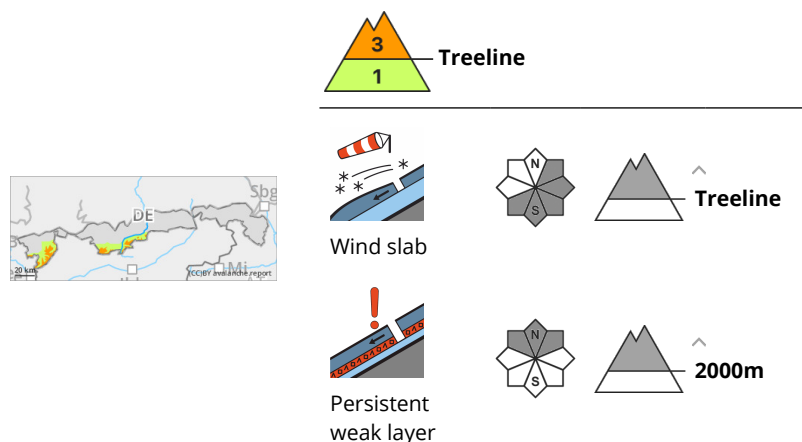 3
Treeline
1
N
S
Treeline
Wind slab
Sbg
DE
20 km
Mi
(CC)BY avalanche.report
N
S
2000m
Persistent
weak layer